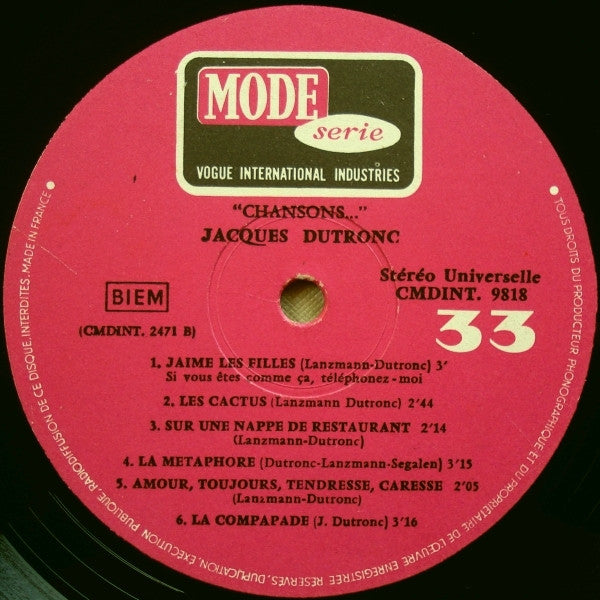 MODE
serie
VOGUE INTERNATIONAL INDUSTRIES
"CHANSONS..."
JACQUES DUTRONC
BIEM
(CMDINT. 2471 B)
Stéréo Universelle
CMDINT. 9818
33
1. JAIME LES FILLES (Lanzmann-Dutronc) 3'
Si vous êtes comme ça, téléphonez-moi
2. LES CACTUS (Lanzmann Dutronc) 2'44
3. SUR UNE NAPPE DE RESTAURANT 2'14
(Lanzmann-Dutronc)
4. LA METAPHORE (Dutronc-Lanzmann-Segalen) 3'15
5. AMOUR, TOUJOURS, TENDRESSE, CARESSE 2'05
(Lanzmann-Dutronc)
6. LA COMPAPADE (J. Dutronc) 3'16
• TOUS DROITS DU PRODUCTEUR PHONOGRAPHIQUE ET DU PROPRIETAIRE DE L'ŒUVRE ENREGISTREE RESERVES. DUPLICATION, EXECUTION PUBLIQUE, RADIODIFFUSION DE CE DISQUE INTERDITES. MADE IN FRANCE •